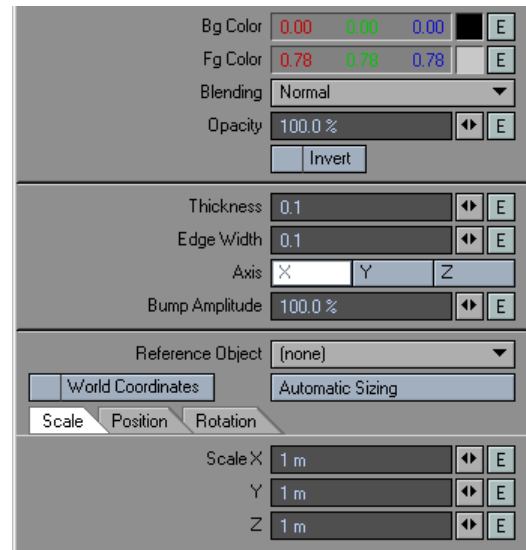 Bg Color 0.00 0.00 0.00 E
Fg Color 0.78 0.78 0.78 E
Blending Normal
Opacity 100.0 % E
Invert
Thickness 0.1 E
Edge Width 0.1 E
Axis X Y Z
Bump Amplitude 100.0 % E
Reference Object (none)
World Coordinates Automatic Sizing
Scale Position Rotation
Scale X 1 m E
Y 1 m E
Z 1 m E